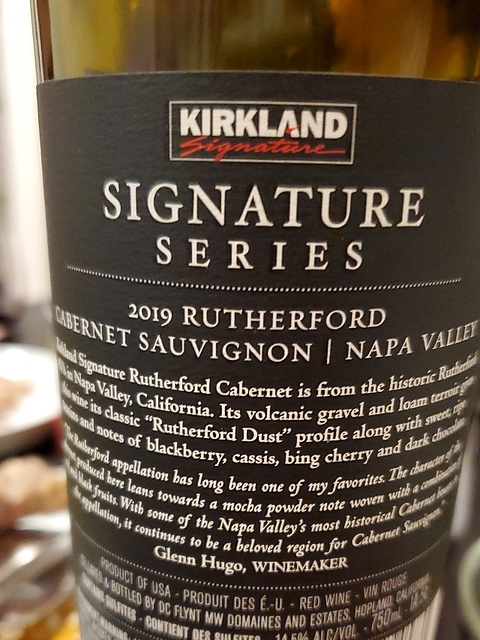 KIRKLAND
Signature
SIGNATURE
SERIES
2019 RUTHERFORD
CABERNET SAUVIGNON | NAPA VALLEY
Signature Rutherford Cabernet is from the historic Rutherford
in Napa Valley, California. Its volcanic gravel and loam terroir
wine its classic "Rutherford Dust" profile along with sweet,
and notes of blackberry, cassis, bing cherry and dark chocolate.
Rutherford appellation has long been one of my favorites. The character of the
produced here leans towards a mocha powder note woven with a
black fruits. With some of the Napa Valley's most historical Cabernet
the appellation, it continues to be a beloved region for Cabernet Sauvignon."
Glenn Hugo, WINEMAKER
PRODUCT OF USA - PRODUIT DES É.-U. - RED WINE - VIN ROUGE
& BOTTLED BY DC FLYNT MW DOMAINES AND ESTATES, HOPLAND, CALIFORNIA
SULFITES - CONTIENT DES SULFITES - 14.5% ALC/VOL. - 750mL